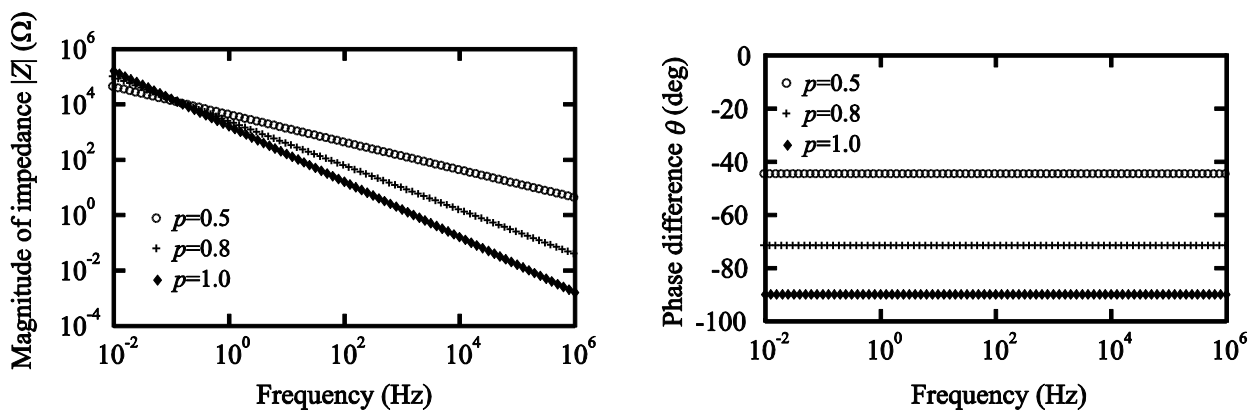 Magnitude of impedance |Z| (Ω)
10^6
10^4
10^2
10^0
10^-2
10^-4
p=0.5
p=0.8
p=1.0
10^-2 10^0 10^2 10^4 10^6
Frequency (Hz)
Phase difference θ (deg)
0
-20
-40
-60
-80
-100
p=0.5
p=0.8
p=1.0
10^-2 10^0 10^2 10^4 10^6
Frequency (Hz)